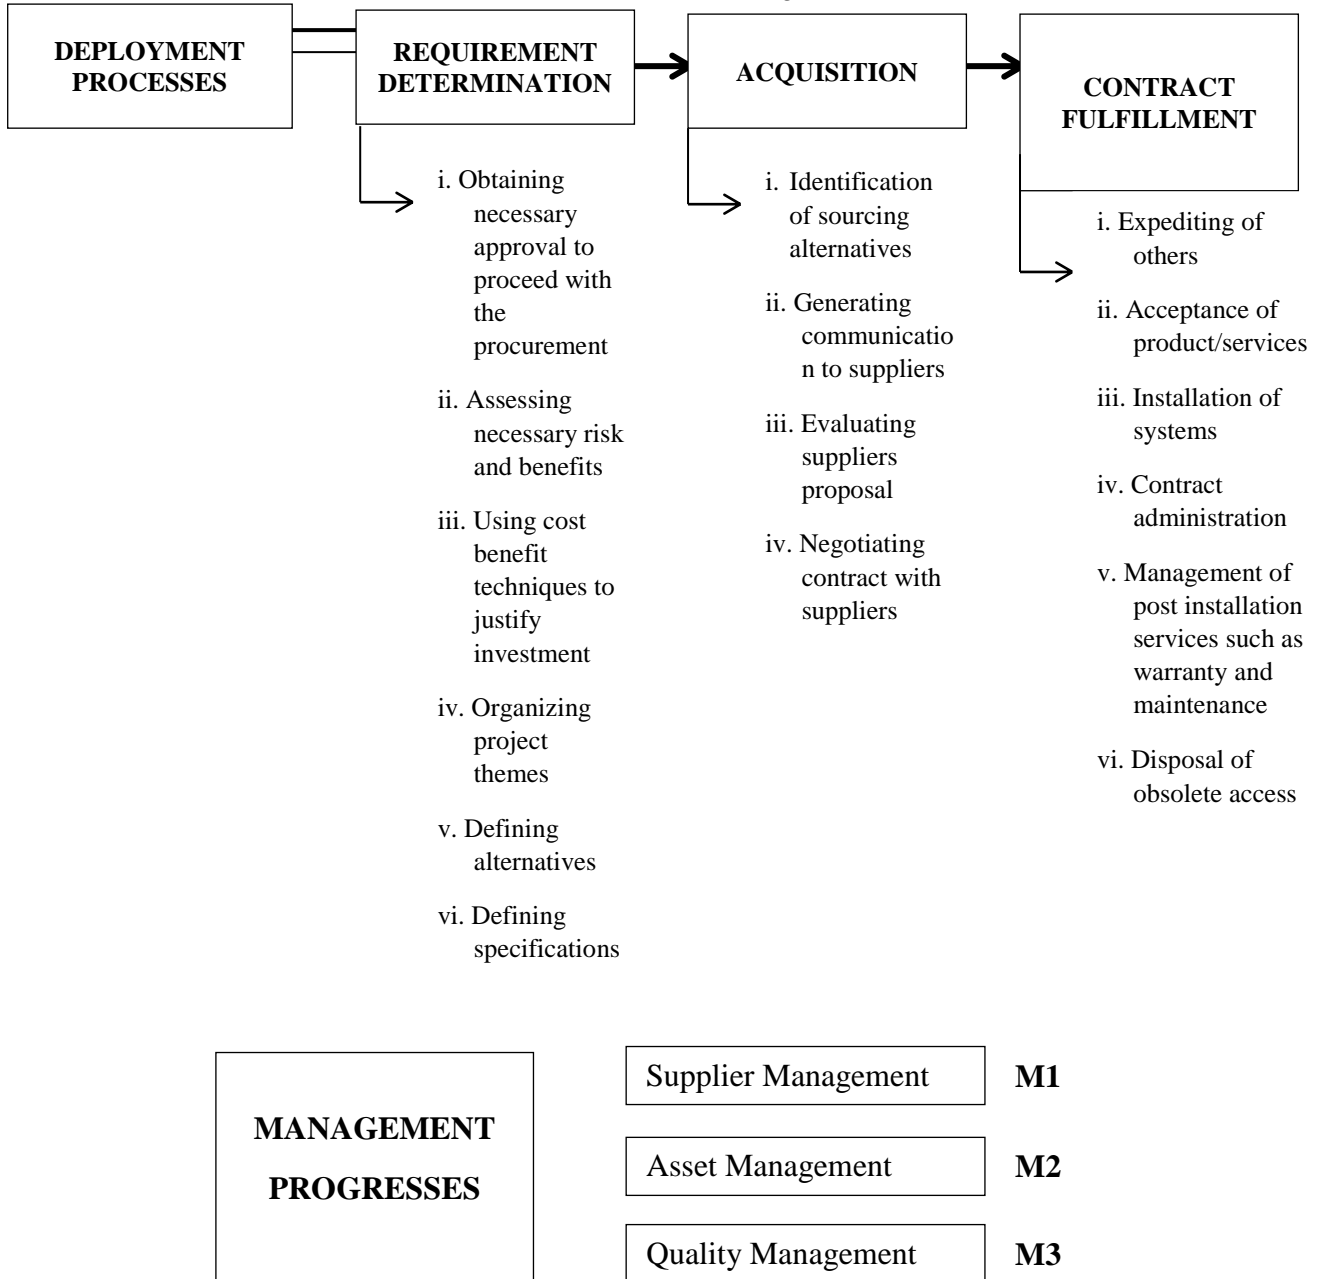 DEPLOYMENT
PROCESSES
REQUIREMENT
DETERMINATION
ACQUISITION
CONTRACT
FULFILLMENT
i. Obtaining
necessary
approval to
proceed with
the
procurement
ii. Assessing
necessary risk
and benefits
iii. Using cost
benefit
techniques to
justify
investment
iv. Organizing
project
themes
v. Defining
alternatives
vi. Defining
specifications
i. Identification
of sourcing
alternatives
ii. Generating
communicatio
n to suppliers
iii. Evaluating
suppliers
proposal
iv. Negotiating
contract with
suppliers
i. Expediting of
others
ii. Acceptance of
product/services
iii. Installation of
systems
iv. Contract
administration
v. Management of
post installation
services such as
warranty and
maintenance
vi. Disposal of
obsolete access
MANAGEMENT
PROGRESSES
Supplier Management M1
Asset Management M2
Quality Management M3